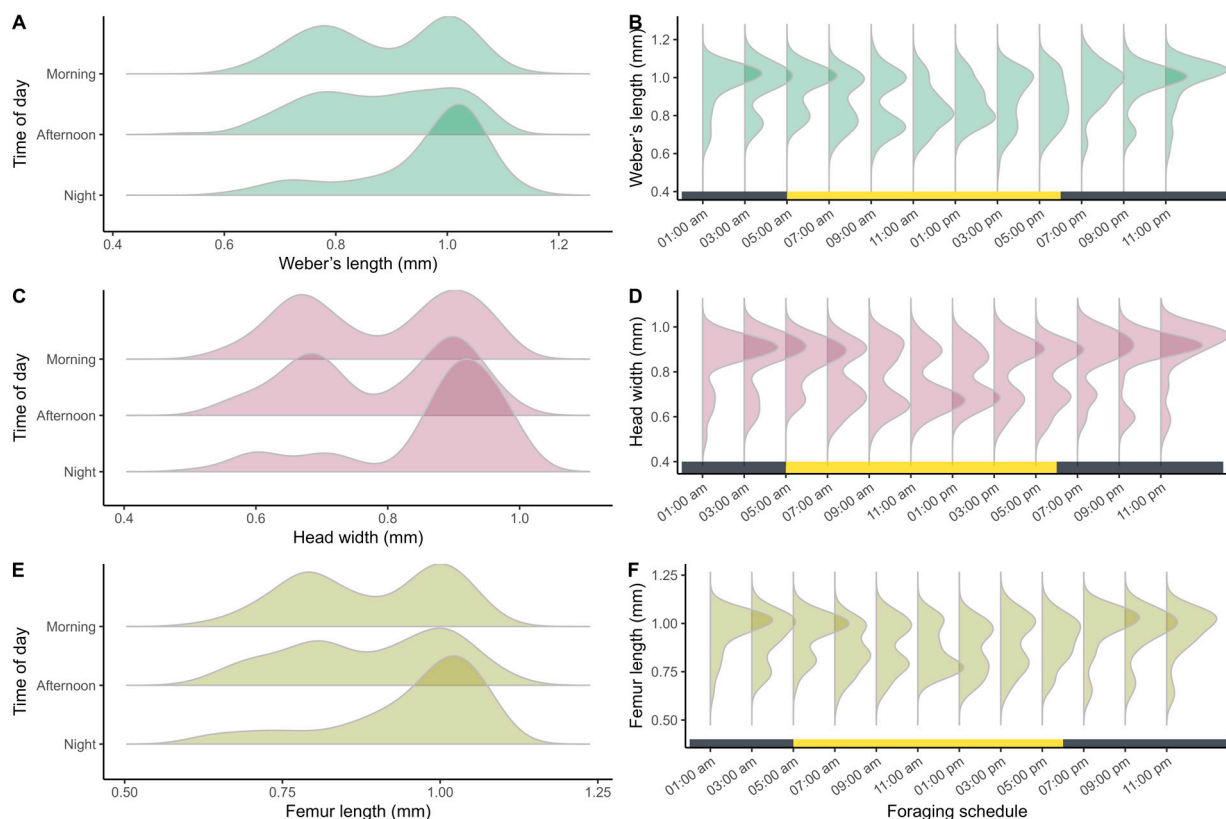 A
Time of day
Morning
Afternoon
Night
0.4 0.6 0.8 1.0 1.2
Weber's length (mm)
B
Weber's length (mm)
1.2
1.0
0.8
0.6
0.4
01:00 am 03:00 am 05:00 am 07:00 am 09:00 am 11:00 am 01:00 pm 03:00 pm 05:00 pm 07:00 pm 09:00 pm 11:00 pm
C
Time of day
Morning
Afternoon
Night
0.4 0.6 0.8 1.0
Head width (mm)
D
Head width (mm)
1.0
0.8
0.6
0.4
01:00 am 03:00 am 05:00 am 07:00 am 09:00 am 11:00 am 01:00 pm 03:00 pm 05:00 pm 07:00 pm 09:00 pm 11:00 pm
E
Time of day
Morning
Afternoon
Night
0.50 0.75 1.00 1.25
Femur length (mm)
F
Femur length (mm)
1.25
1.00
0.75
0.50
01:00 am 03:00 am 05:00 am 07:00 am 09:00 am 11:00 am 01:00 pm 03:00 pm 05:00 pm 07:00 pm 09:00 pm 11:00 pm
Foraging schedule